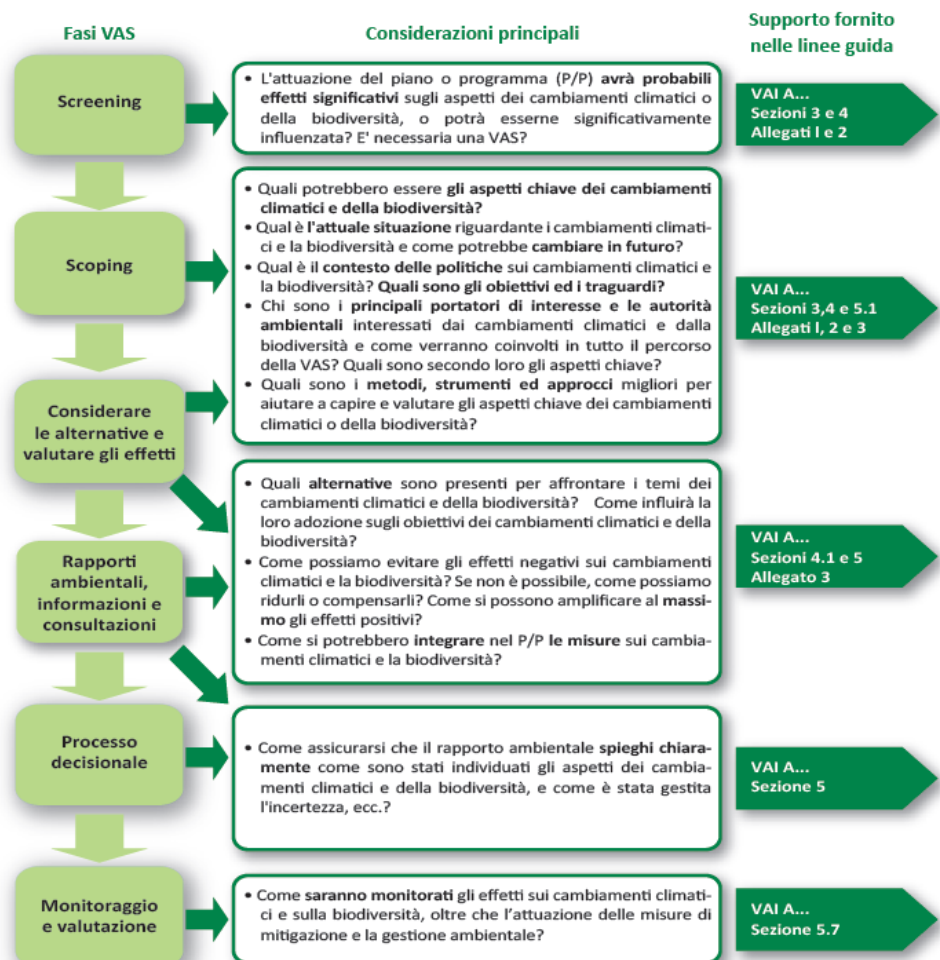 Fasi VAS
Considerazioni principali
Supporto fornito
nelle linee guida
Screening
• L'attuazione del piano o programma (P/P) avrà probabili
effetti significativi sugli aspetti dei cambiamenti climatici o
della biodiversità, o potrà esserne significativamente
influenzata? E' necessaria una VAS?
VAI A...
Sezioni 3 e 4
Allegati l e 2
Scoping
• Quali potrebbero essere gli aspetti chiave dei cambiamenti
climatici e della biodiversità?
• Qual è l'attuale situazione riguardante i cambiamenti climati-
ci e la biodiversità e come potrebbe cambiare in futuro?
• Qual è il contesto delle politiche sui cambiamenti climatici e
la biodiversità? Quali sono gli obiettivi ed i traguardi?
• Chi sono i principali portatori di interesse e le autorità
ambientali interessati dai cambiamenti climatici e dalla
biodiversità e come verranno coinvolti in tutto il percorso
della VAS? Quali sono secondo loro gli aspetti chiave?
• Quali sono i metodi, strumenti ed approcci migliori per
aiutare a capire e valutare gli aspetti chiave dei cambiamenti
climatici o della biodiversità?
VAI A...
Sezioni 3,4 e 5.1
Allegati l, 2 e 3
Considerare
le alternative e
valutare gli effetti
• Quali alternative sono presenti per affrontare i temi dei
cambiamenti climatici e della biodiversità? Come influirà la
loro adozione sugli obiettivi dei cambiamenti climatici e della
biodiversità?
• Come possiamo evitare gli effetti negativi sui cambiamenti
climatici e la biodiversità? Se non è possibile, come possiamo
ridurli o compensarli? Come si possono amplificare al massi-
mo gli effetti positivi?
• Come si potrebbero integrare nel P/P le misure sui cambia-
menti climatici e la biodiversità?
VAI A...
Sezioni 4.1 e 5
Allegato 3
Rapporti
ambientali,
informazioni e
consultazioni
Processo
decisionale
• Come assicurarsi che il rapporto ambientale spieghi chiara-
mente come sono stati individuati gli aspetti dei cambia-
menti climatici e della biodiversità, e come è stata gestita
l'incertezza, ecc.?
VAI A...
Sezione 5
Monitoraggio
e valutazione
• Come saranno monitorati gli effetti sui cambiamenti climati-
ci e sulla biodiversità, oltre che l'attuazione delle misure di
mitigazione e la gestione ambientale?
VAI A...
Sezione 5.7